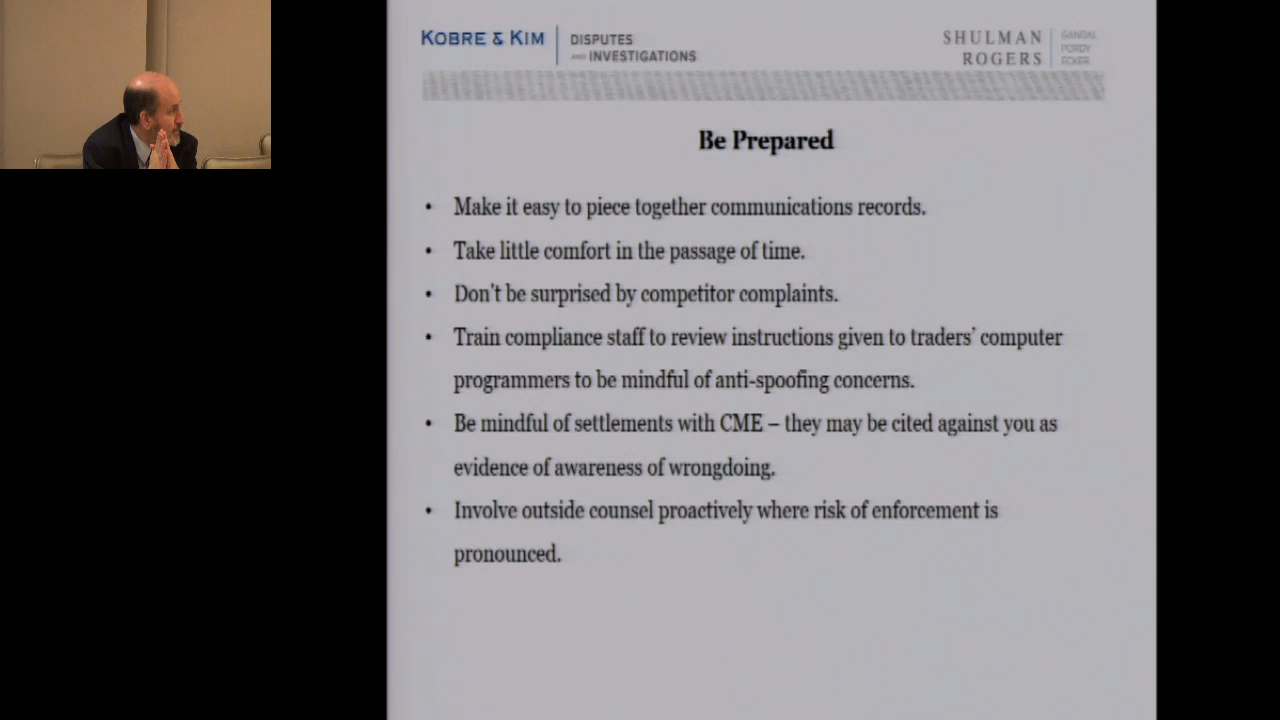 KOBRE & KIM
DISPUTES
AND INVESTIGATIONS
SHULMAN
ROGERS
GANDAL
PORDY
ECKER
Be Prepared
• Make it easy to piece together communications records.
• Take little comfort in the passage of time.
• Don't be surprised by competitor complaints.
• Train compliance staff to review instructions given to traders' computer
programmers to be mindful of anti-spoofing concerns.
• Be mindful of settlements with CME – they may be cited against you as
evidence of awareness of wrongdoing.
• Involve outside counsel proactively where risk of enforcement is
pronounced.